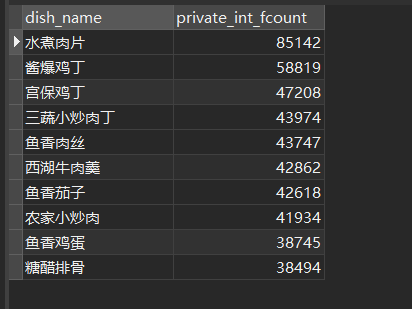 dish_name private_int_fcount
水煮肉片 85142
酱爆鸡丁 58819
宫保鸡丁 47208
三蔬小炒肉丁 43974
鱼香肉丝 43747
西湖牛肉羹 42862
鱼香茄子 42618
农家小炒肉 41934
鱼香鸡蛋 38745
糖醋排骨 38494